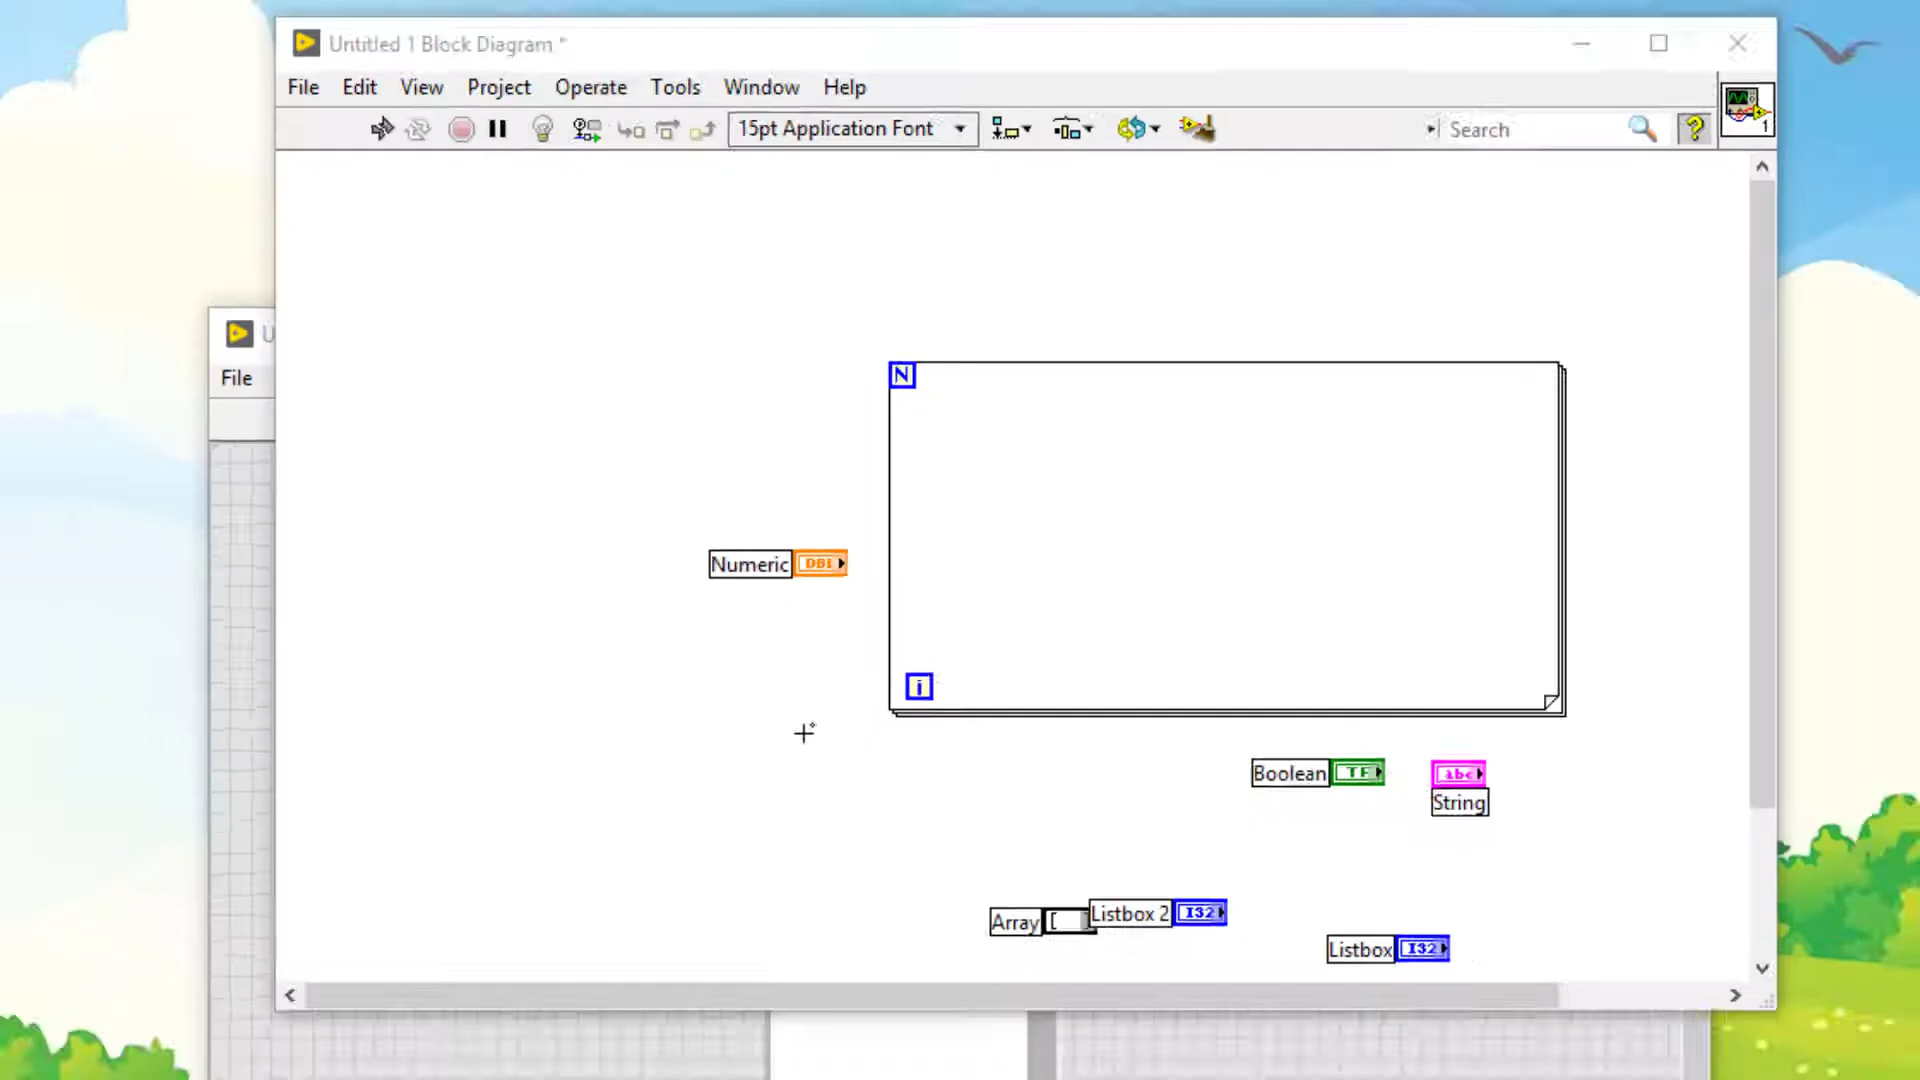 Untitled 1 Block Diagram *
File Edit View Project Operate Tools Window Help
15pt Application Font
Search
?
1
N
File
Numeric DBL
i
Boolean TF
abc
String
Array [
Listbox 2 I32
Listbox I32